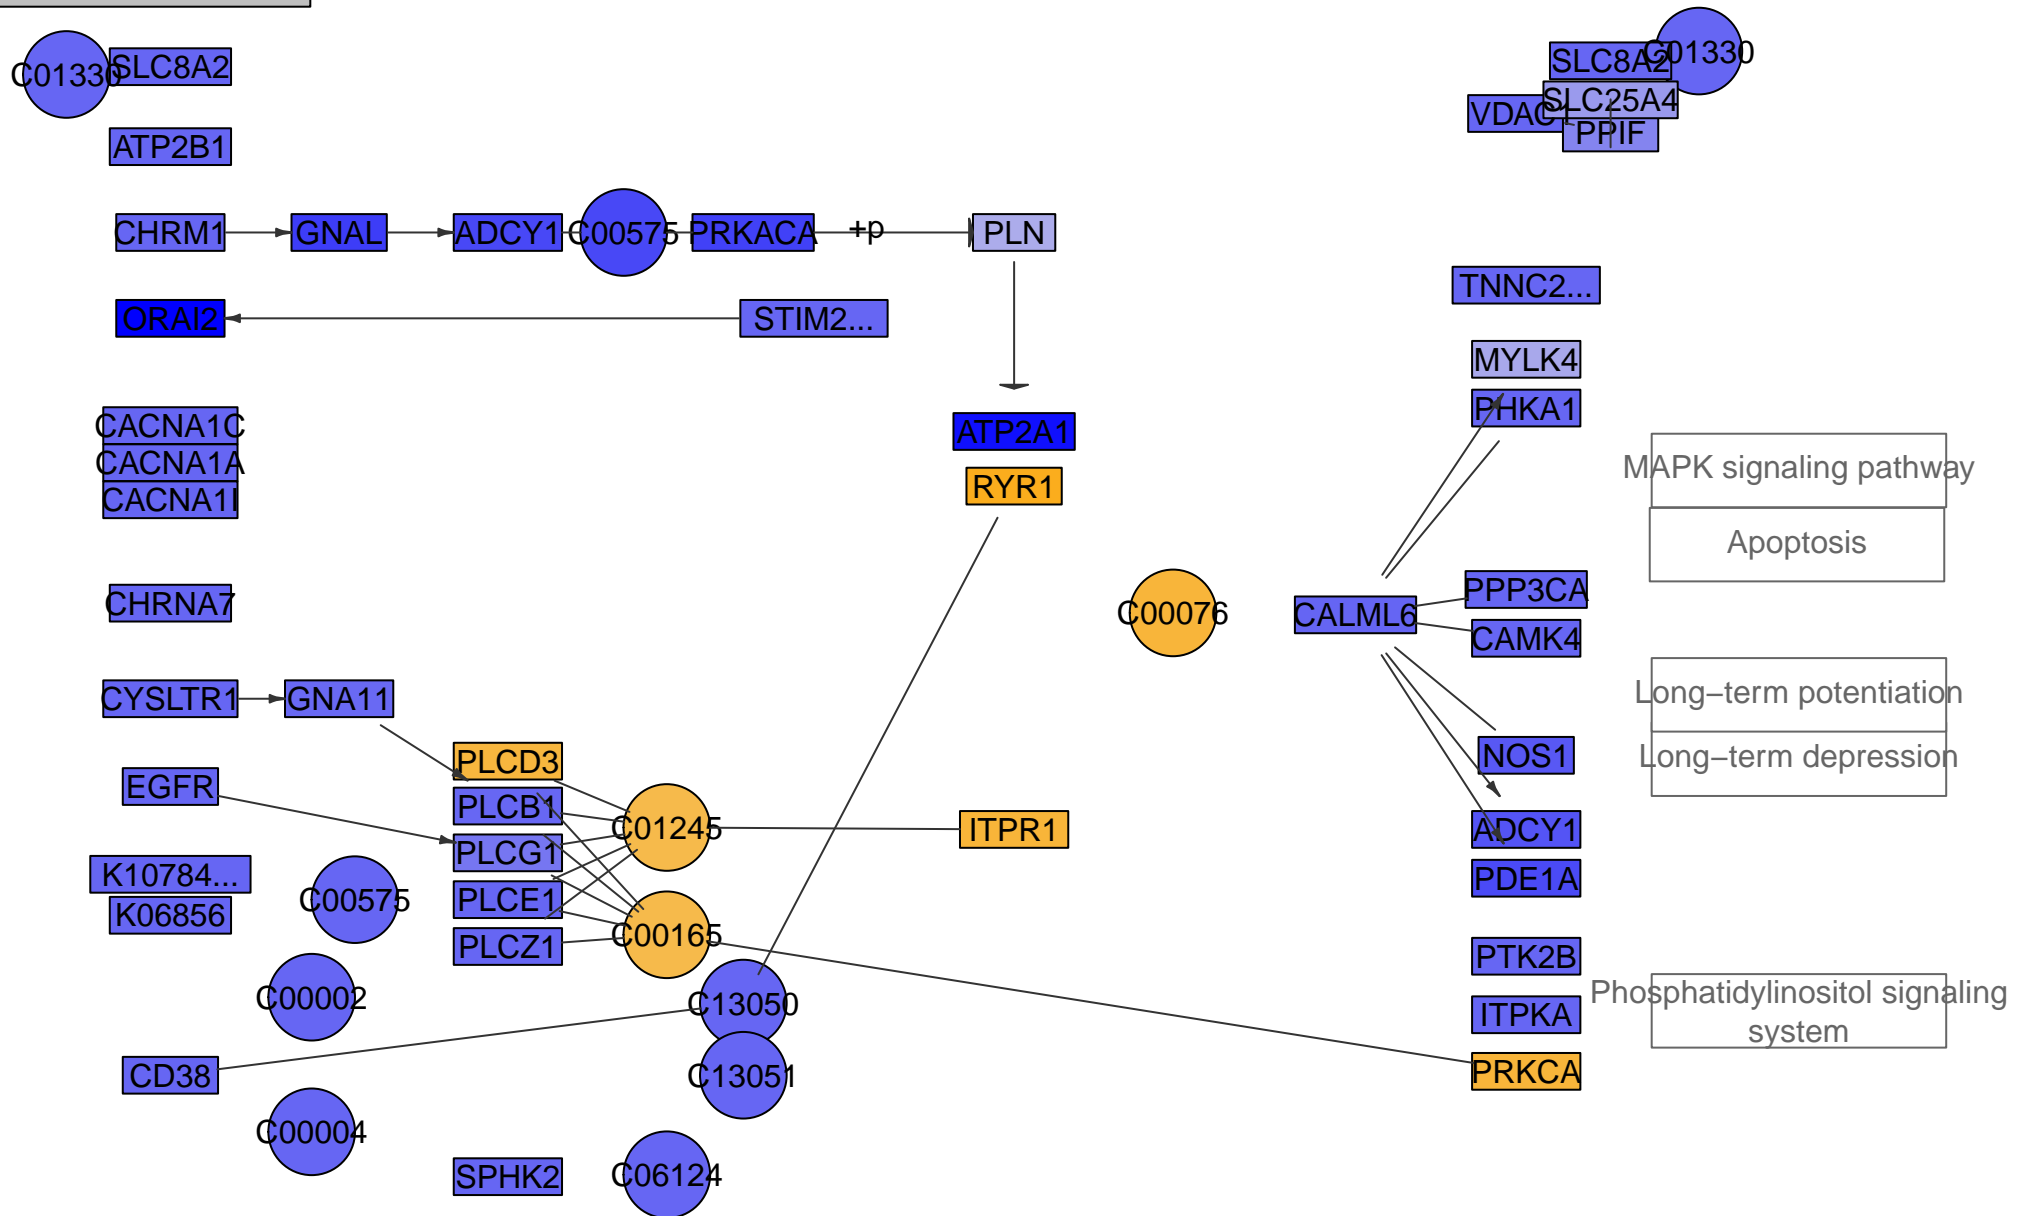 C01330
SLC8A2
SLC8A2
C01330
SLC25A4
VDAC1
PPIF
ATP2B1
CHRM1
GNAL
ADCY1
C00575
PRKACA
+p
PLN
TNNC2...
ORAI2
STIM2...
MYLK4
PHKA1
CACNA1C
CACNA1A
CACNA1I
ATP2A1
RYR1
MAPK signaling pathway
Apoptosis
CHRNA7
C00076
CALML6
PPP3CA
CAMK4
CYSLTR1
GNA11
Long−term potentiation
Long−term depression
PLCD3
NOS1
EGFR
PLCB1
C01245
ITPR1
ADCY1
PLCG1
K10784...
PDE1A
C00575
PLCE1
K06856
C00165
PLCZ1
PTK2B
C00002
C13050
Phosphatidylinositol signaling
system
ITPKA
CD38
C13051
PRKCA
C00004
SPHK2
C06124